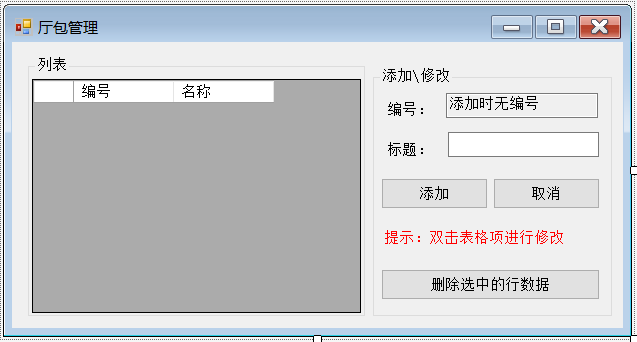 厅包管理
列表
编号 名称
添加\修改
编号： 添加时无编号
标题：
添加 取消
提示：双击表格项进行修改
删除选中的行数据